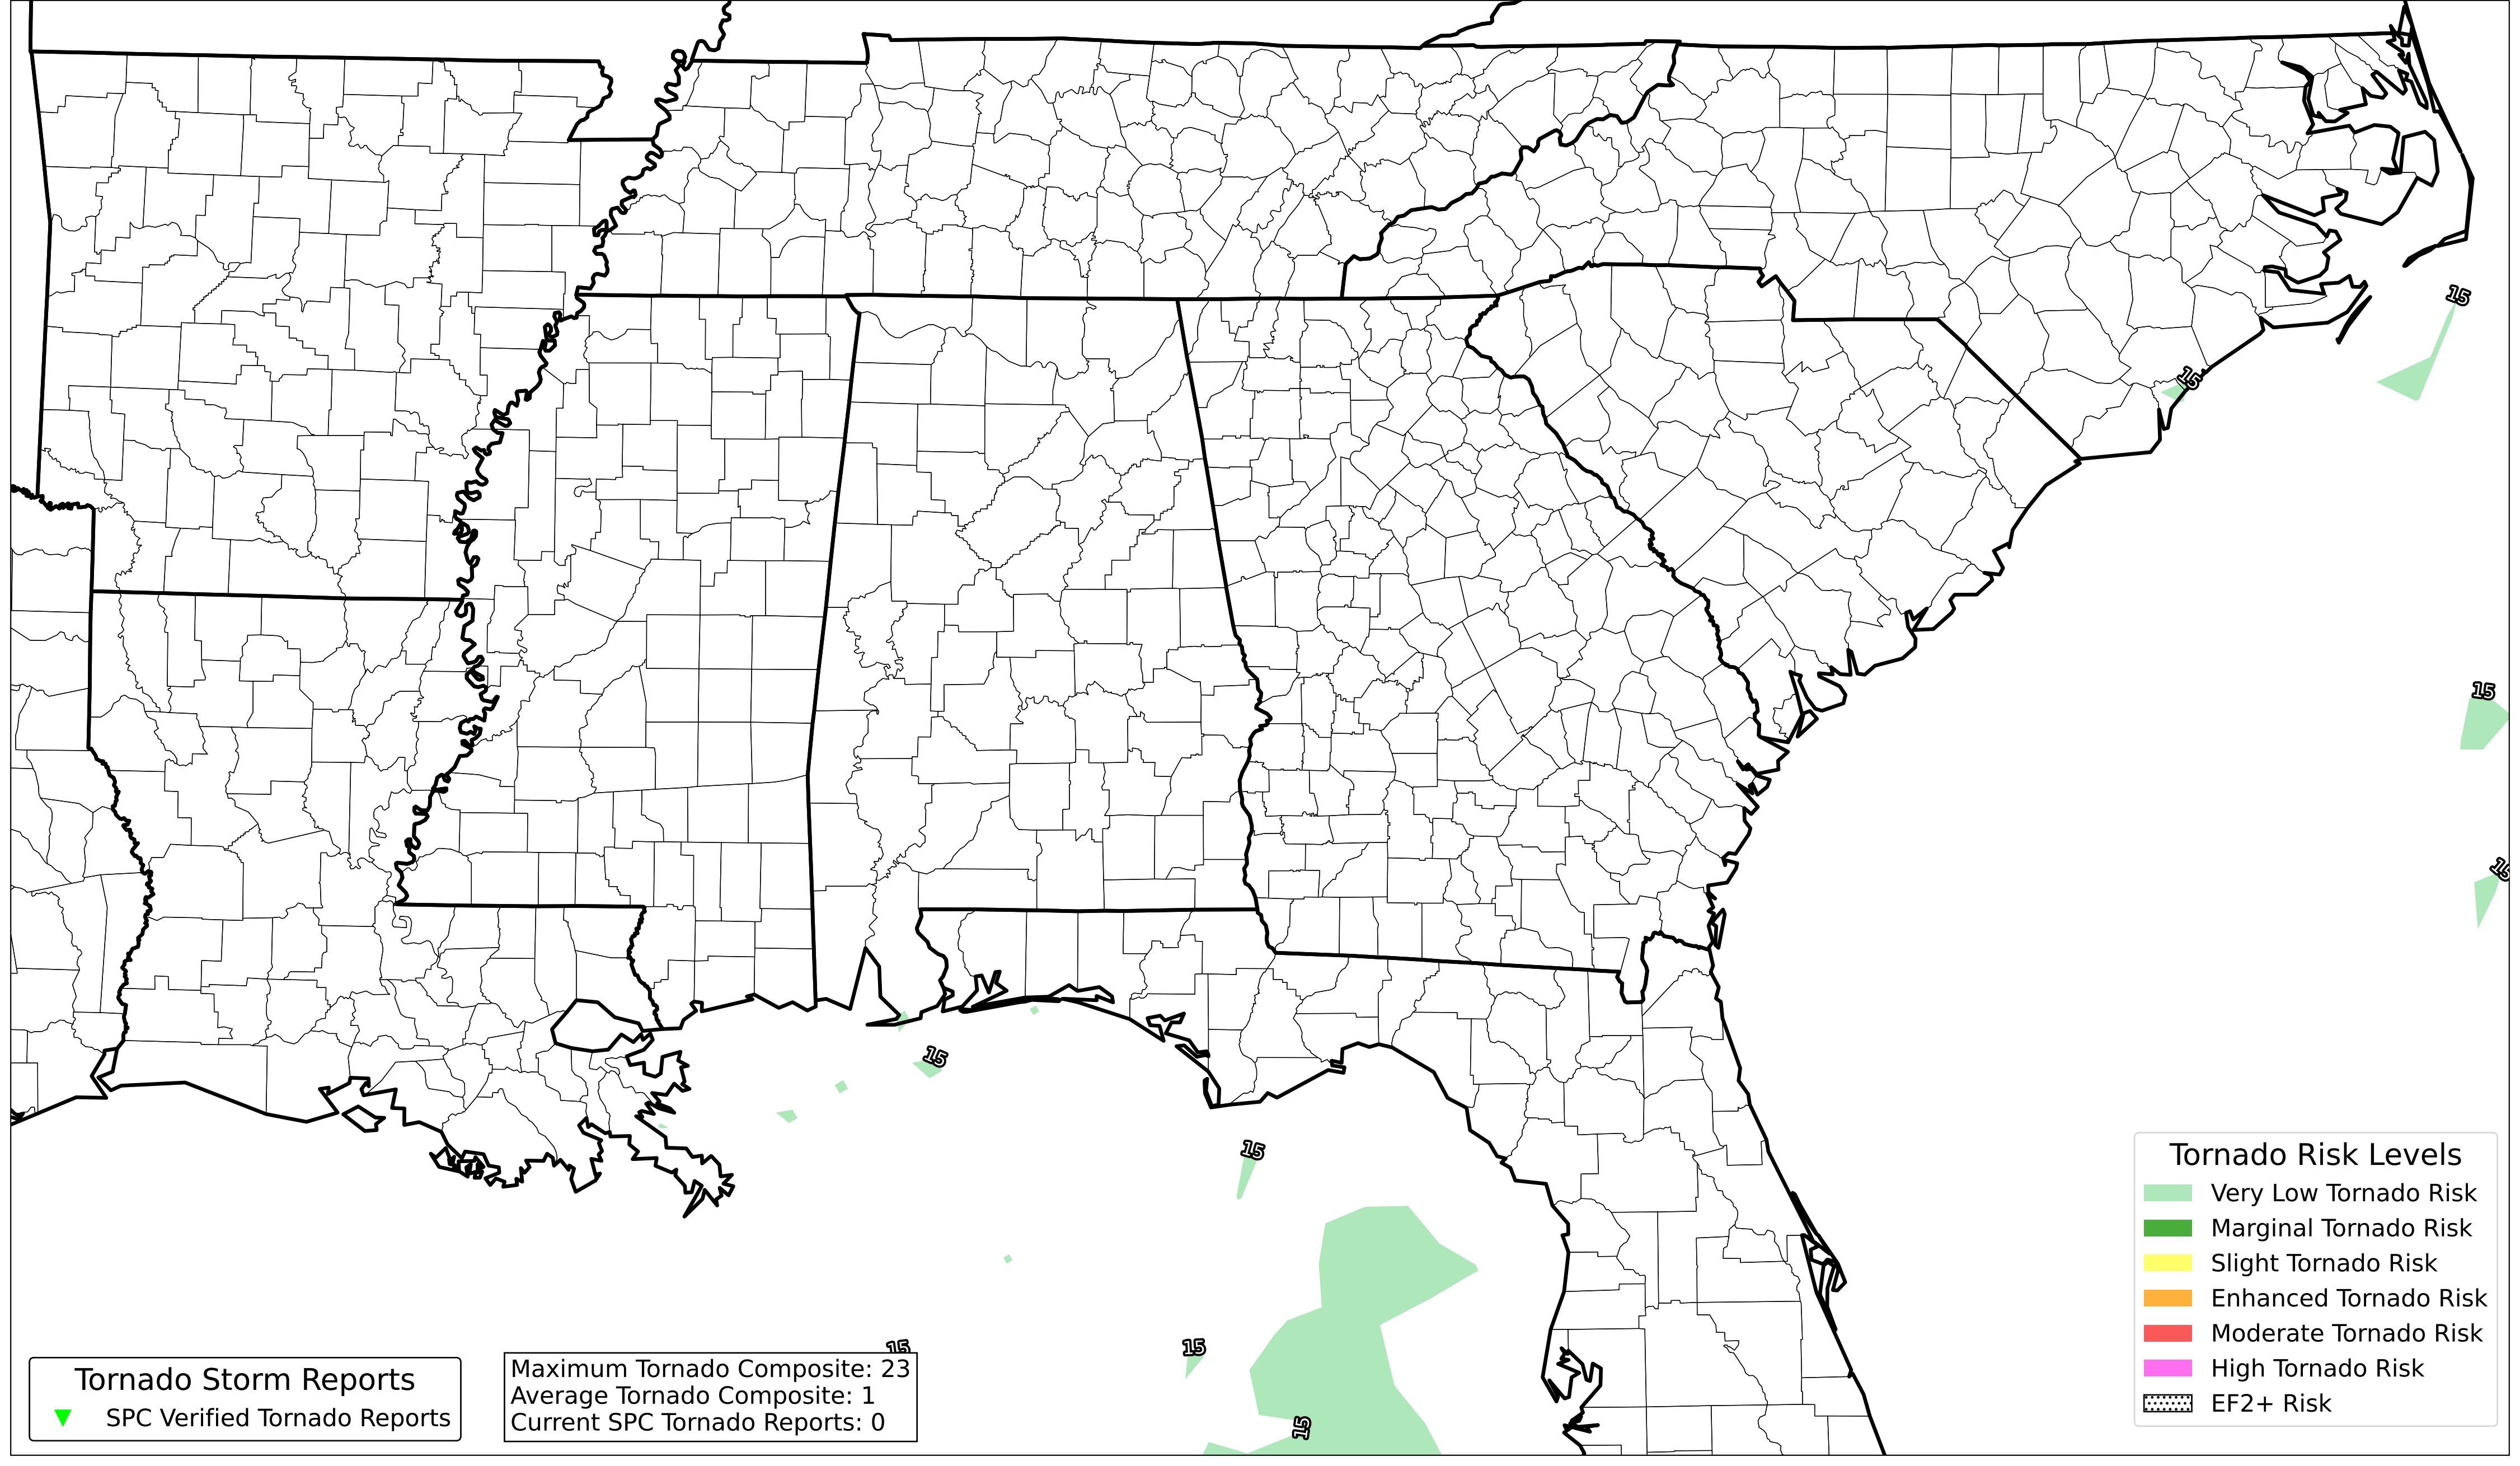 15
15
15
15
15
15
15
15
15
Tornado Risk Levels
Very Low Tornado Risk
Marginal Tornado Risk
Slight Tornado Risk
Enhanced Tornado Risk
Moderate Tornado Risk
High Tornado Risk
EF2+ Risk
Tornado Storm Reports
SPC Verified Tornado Reports
Maximum Tornado Composite: 23
Average Tornado Composite: 1
Current SPC Tornado Reports: 0